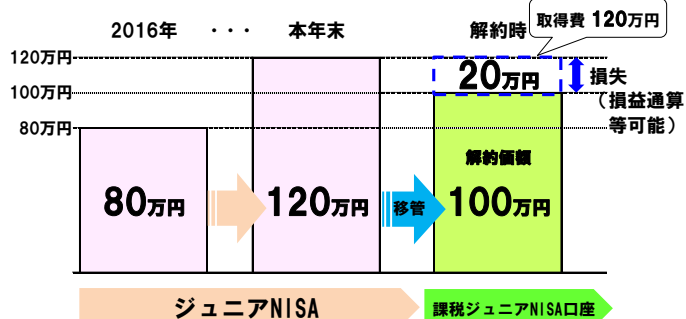 2016年 ・・・ 本年末 解約時
取得費 120万円
120万円
100万円
80万円
20万円
損失
（損益通算
等可能）
解約価額
80万円
120万円
移管
100万円
ジュニアNISA
課税ジュニアNISA口座